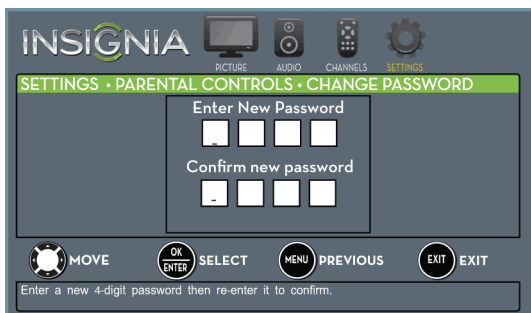 INSIGNIA
PICTURE AUDIO CHANNELS SETTINGS
SETTINGS • PARENTAL CONTROLS • CHANGE PASSWORD
Enter New Password
Confirm new password
MOVE OK ENTER SELECT MENU PREVIOUS EXIT EXIT
Enter a new 4-digit password then re-enter it to confirm.